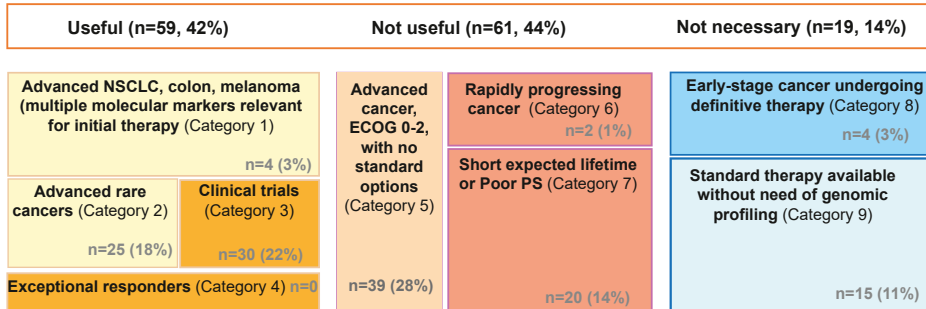 Useful (n=59, 42%)
Not useful (n=61, 44%)
Not necessary (n=19, 14%)
Advanced NSCLC, colon, melanoma
(multiple molecular markers relevant
for initial therapy (Category 1)
n=4 (3%)
Advanced rare
cancers (Category 2)
n=25 (18%)
Clinical trials
(Category 3)
n=30 (22%)
Exceptional responders (Category 4) n=0
Advanced
cancer,
ECOG 0-2,
with no
standard
options
(Category 5)
n=39 (28%)
Rapidly progressing
cancer (Category 6)
n=2 (1%)
Short expected lifetime
or Poor PS (Category 7)
n=20 (14%)
Early-stage cancer undergoing
definitive therapy (Category 8)
n=4 (3%)
Standard therapy available
without need of genomic
profiling (Category 9)
n=15 (11%)